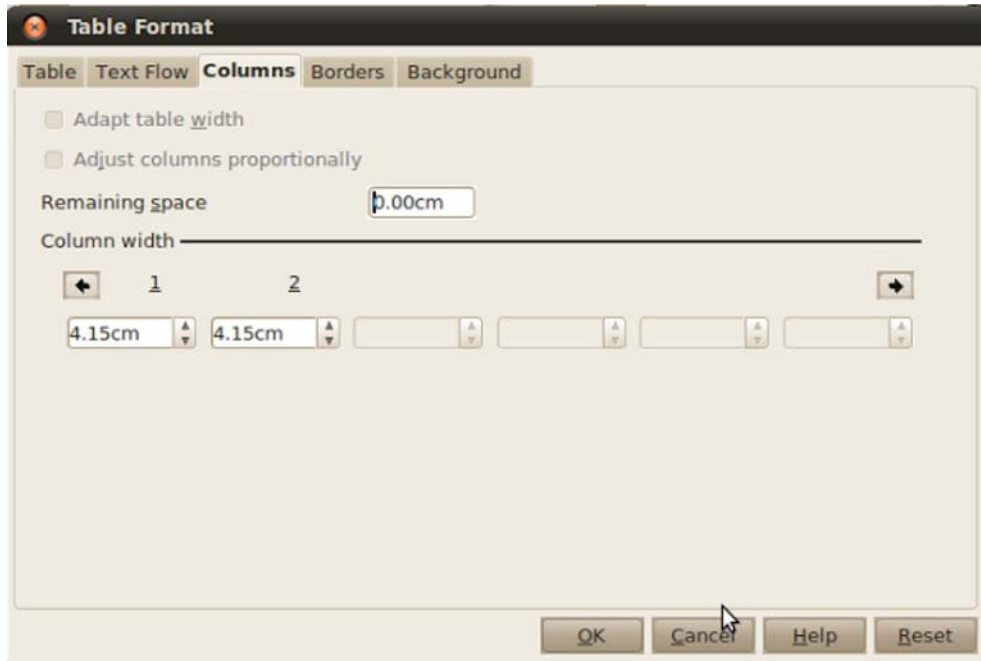 Table Format
Table Text Flow Columns Borders Background
Adapt table width
Adjust columns proportionally
Remaining space 0.00cm
Column width
1 2
4.15cm 4.15cm
OK Cancel Help Reset